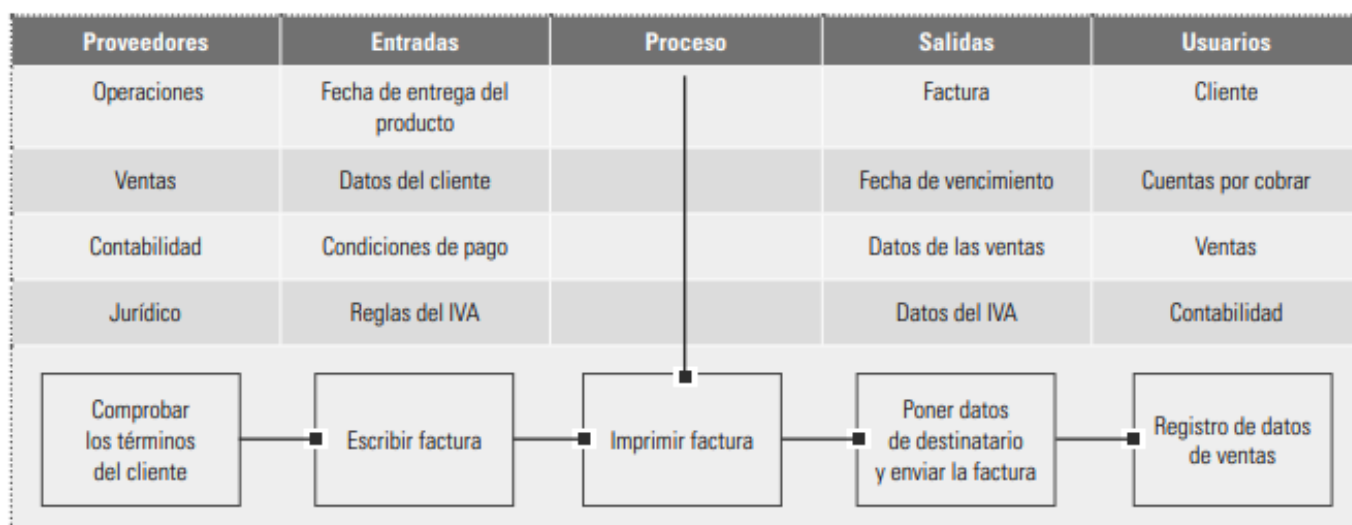 Proveedores Entradas Proceso Salidas Usuarios
Operaciones Fecha de entrega del Factura Cliente
producto
Ventas Datos del cliente Fecha de vencimiento Cuentas por cobrar
Contabilidad Condiciones de pago Datos de las ventas Ventas
Jurídico Reglas del IVA Datos del IVA Contabilidad
Comprobar
los términos
del cliente
Escribir factura
Imprimir factura
Poner datos
de destinatario
y enviar la factura
Registro de datos
de ventas